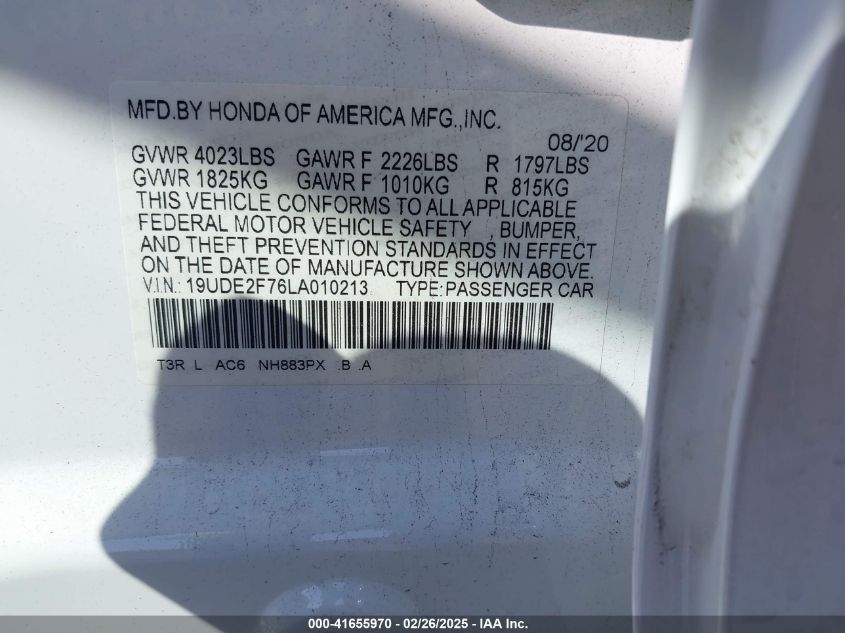 MFD.BY HONDA OF AMERICA MFG.,INC.
08/'20
GVWR 4023LBS GAWR F 2226LBS R 1797LBS
GVWR 1825KG GAWR F 1010KG R 815KG
THIS VEHICLE CONFORMS TO ALL APPLICABLE
FEDERAL MOTOR VEHICLE SAFETY , BUMPER,
AND THEFT PREVENTION STANDARDS IN EFFECT
ON THE DATE OF MANUFACTURE SHOWN ABOVE.
V.I.N.: 19UDE2F76LA010213 TYPE:PASSENGER CAR
T3R L AC6 NH883PX .B .A
000-41655970 - 02/26/2025 - IAA Inc.